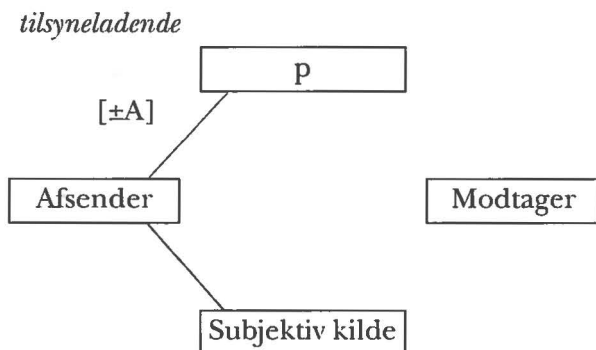 tilsyneladende
p
[±A]
Afsender
Modtager
Subjektiv kilde